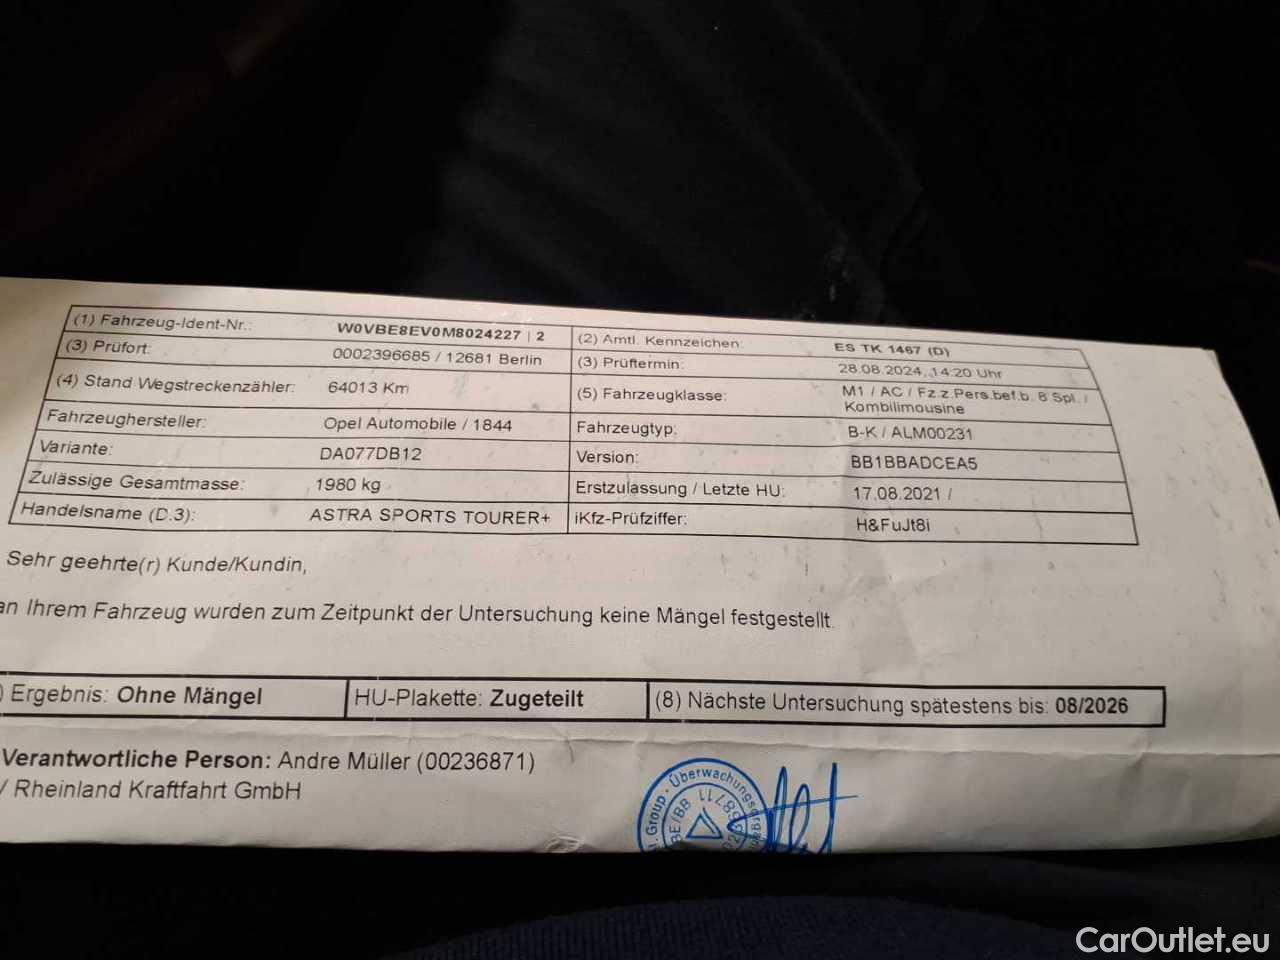 (1) Fahrzeug-Ident-Nr.: W0VBE8EV0M8024227 | 2 (2) Amtl. Kennzeichen: ES TK 1467 (D)
(3) Prüfort: 0002396685 / 12681 Berlin (3) Prüftermin: 28.08.2024, 14:20 Uhr
(4) Stand Wegstreckenzähler: 64013 Km (5) Fahrzeugklasse: M1 / AC / Fz.z.Pers.bef.b. 8 Spl. /
Kombilimousine
Fahrzeughersteller: Opel Automobile / 1844 Fahrzeugtyp: B-K / ALM00231
Variante: DA077DB12 Version: BB1BBADCEA5
Zulässige Gesamtmasse: 1980 kg Erstzulassung / Letzte HU: 17.08.2021 /
Handelsname (D.3): ASTRA SPORTS TOURER+ iKfz-Prüfziffer: H&FuJt8i
Sehr geehrte(r) Kunde/Kundin,
an Ihrem Fahrzeug wurden zum Zeitpunkt der Untersuchung keine Mängel festgestellt.
) Ergebnis: Ohne Mängel HU-Plakette: Zugeteilt (8) Nächste Untersuchung spätestens bis: 08/2026
Verantwortliche Person: Andre Müller (00236871)
/ Rheinland Kraftfahrt GmbH
Group · Überwachungsorgan
BE/BB
CarOutlet.eu